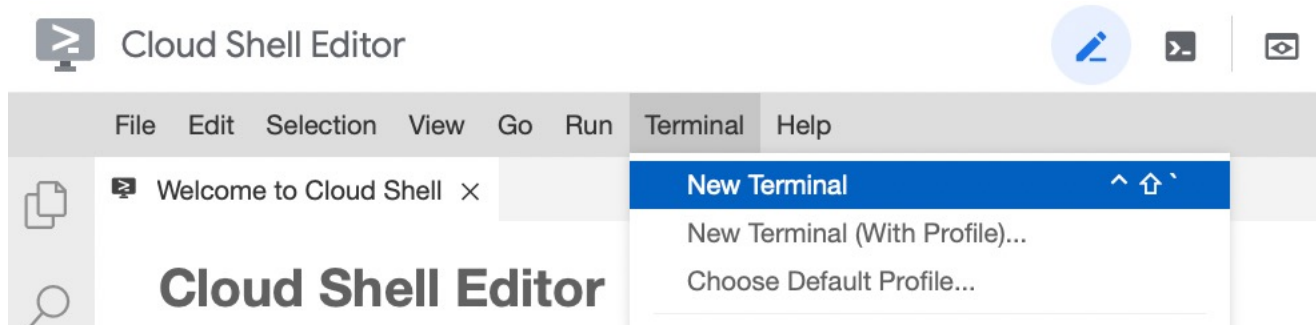 Cloud Shell Editor
File Edit Selection View Go Run Terminal Help
Welcome to Cloud Shell ×
New Terminal ^⇧`
New Terminal (With Profile)...
Cloud Shell Editor
Choose Default Profile...